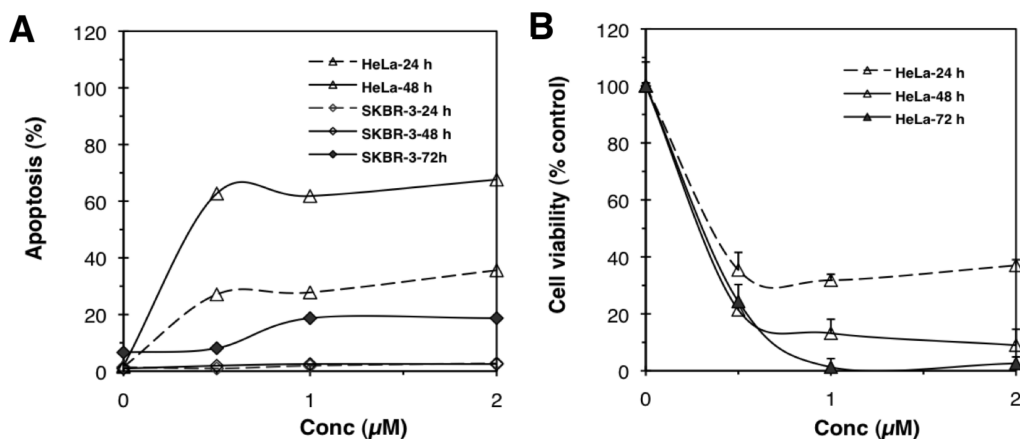 A
120
100
80
60
40
20
0
Apoptosis (%)
HeLa-24 h
HeLa-48 h
SKBR-3-24 h
SKBR-3-48 h
SKBR-3-72h
0
1
2
Conc (µM)
B
120
100
80
60
40
20
0
Cell viability (% control)
HeLa-24 h
HeLa-48 h
HeLa-72 h
0
1
2
Conc (µM)